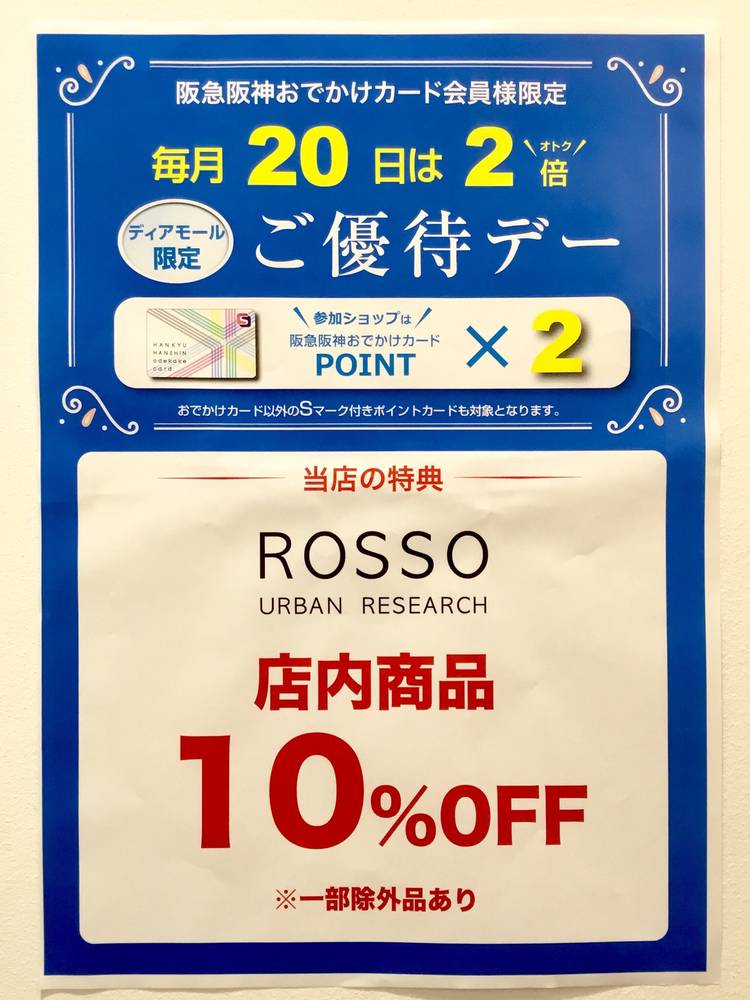 阪急阪神おでかけカード会員様限定
毎月 20 日は 2 倍
オトク
ディアモール
限定
ご優待デー
HANKYU
HANSHIN
odekake
card
S
参加ショップは
阪急阪神おでかけカード
POINT
×2
おでかけカード以外のSマーク付きポイントカードも対象となります。
当店の特典
ROSSO
URBAN RESEARCH
店内商品
10%OFF
※一部除外品あり